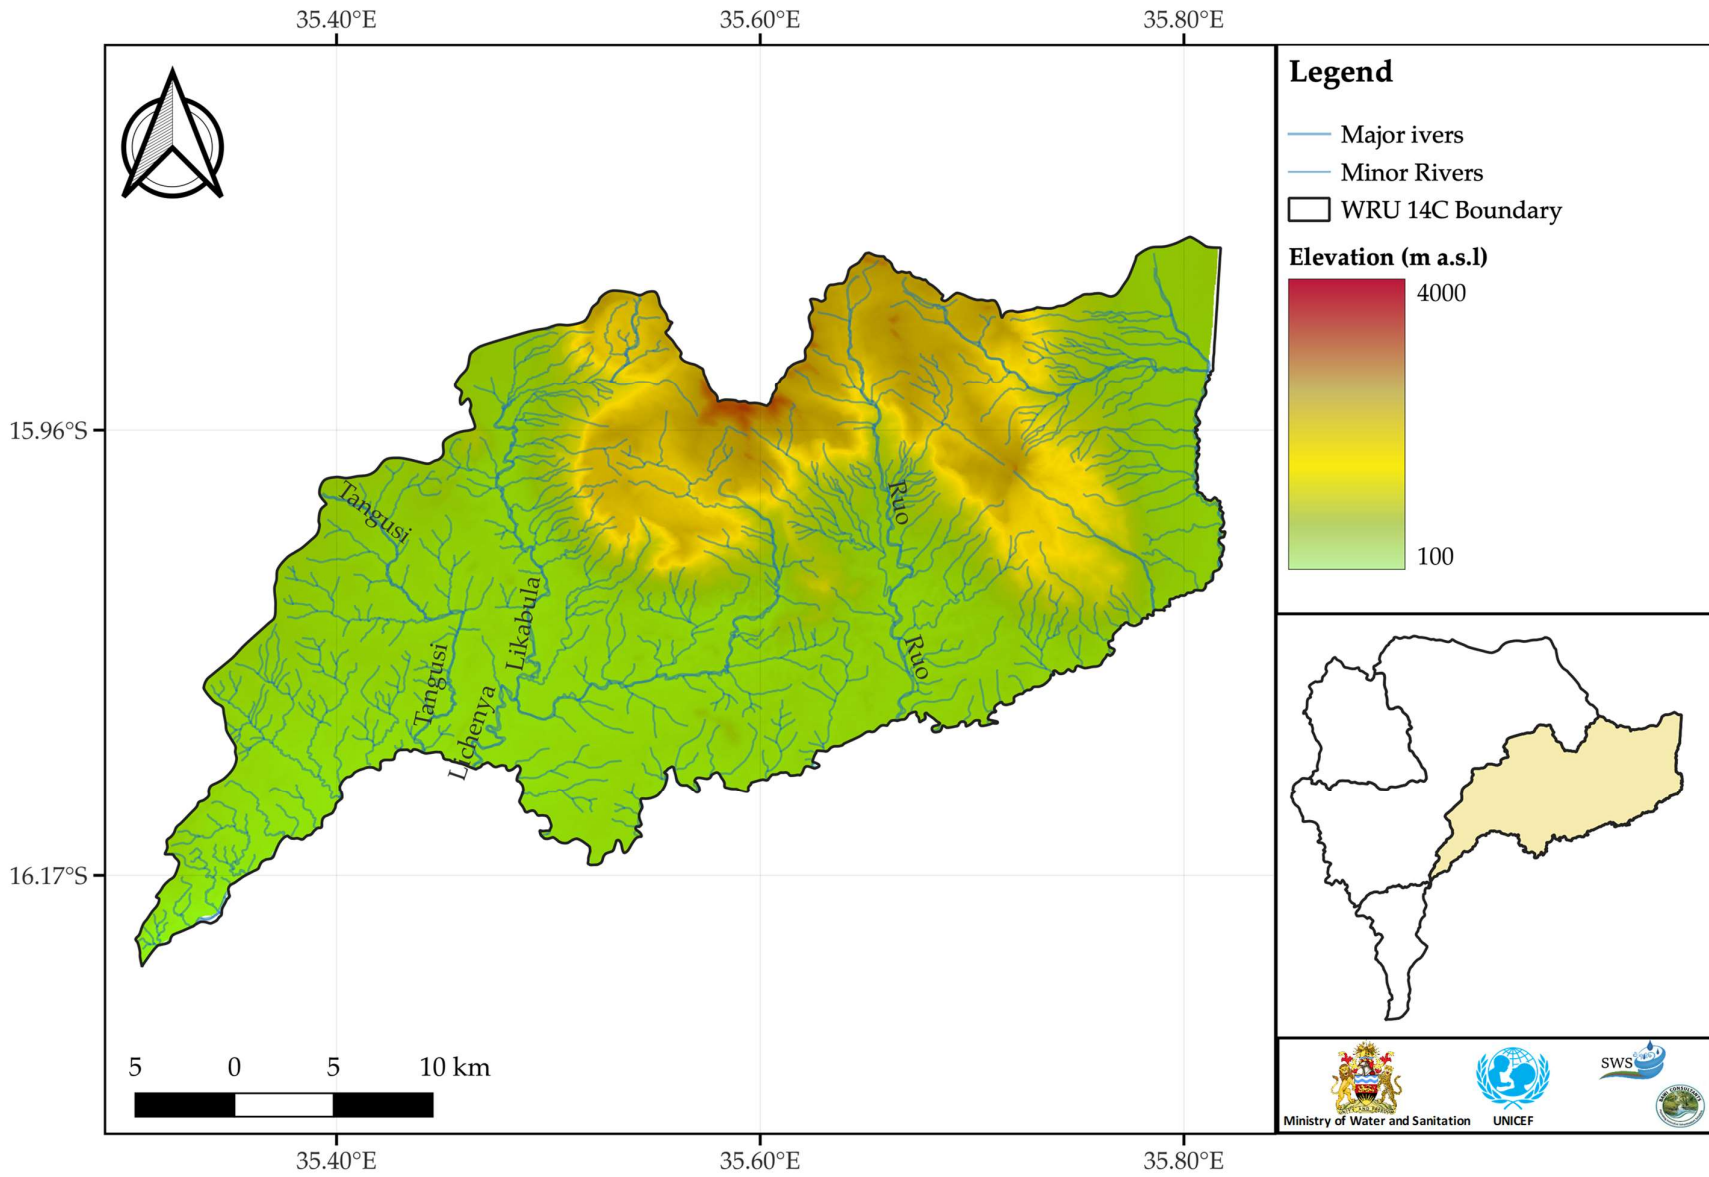 35.40°E 35.60°E 35.80°E
Legend
Major ivers
Minor Rivers
WRU 14C Boundary
Elevation (m a.s.l)
4000
100
15.96°S
16.17°S
Tangusi
Ruo
Likabula
Ruo
Tangusi
Lichenya
5 0 5 10 km
35.40°E 35.60°E 35.80°E
SWS
Ministry of Water and Sanitation
UNICEF